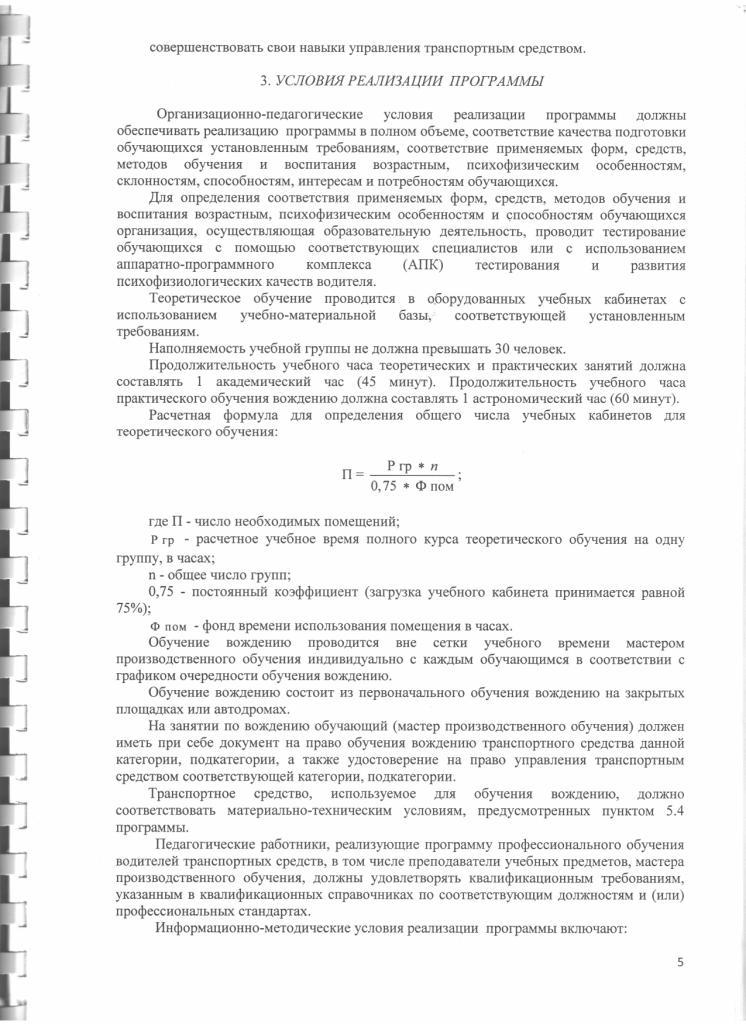 совершенствовать свои навыки управления транспортным средством.
3. УСЛОВИЯ РЕАЛИЗАЦИИ ПРОГРАММЫ
Организационно-педагогические условия реализации программы должны
обеспечивать реализацию программы в полном объеме, соответствие качества подготовки
обучающихся установленным требованиям, соответствие применяемых форм, средств,
методов обучения и воспитания возрастным, психофизическим особенностям,
склонностям, способностям, интересам и потребностям обучающихся.
Для определения соответствия применяемых форм, средств, методов обучения и
воспитания возрастным, психофизическим особенностям и способностям обучающихся
организация, осуществляющая образовательную деятельность, проводит тестирование
обучающихся с помощью соответствующих специалистов или с использованием
аппаратно-программного комплекса (АПК) тестирования и развития
психофизиологических качеств водителя.
Теоретическое обучение проводится в оборудованных учебных кабинетах с
использованием учебно-материальной базы, соответствующей установленным
требованиям.
Наполняемость учебной группы не должна превышать 30 человек.
Продолжительность учебного часа теоретических и практических занятий должна
составлять 1 академический час (45 минут). Продолжительность учебного часа
практического обучения вождению должна составлять 1 астрономический час (60 минут).
Расчетная формула для определения общего числа учебных кабинетов для
теоретического обучения:
П = Р гр * n
0,75 * Ф пом ;
где П - число необходимых помещений;
Р гр - расчетное учебное время полного курса теоретического обучения на одну
группу, в часах;
n - общее число групп;
0,75 - постоянный коэффициент (загрузка учебного кабинета принимается равной
75%);
Ф пом - фонд времени использования помещения в часах.
Обучение вождению проводится вне сетки учебного времени мастером
производственного обучения индивидуально с каждым обучающимся в соответствии с
графиком очередности обучения вождению.
Обучение вождению состоит из первоначального обучения вождению на закрытых
площадках или автодромах.
На занятии по вождению обучающий (мастер производственного обучения) должен
иметь при себе документ на право обучения вождению транспортного средства данной
категории, подкатегории, а также удостоверение на право управления транспортным
средством соответствующей категории, подкатегории.
Транспортное средство, используемое для обучения вождению, должно
соответствовать материально-техническим условиям, предусмотренных пунктом 5.4
программы.
Педагогические работники, реализующие программу профессионального обучения
водителей транспортных средств, в том числе преподаватели учебных предметов, мастера
производственного обучения, должны удовлетворять квалификационным требованиям,
указанным в квалификационных справочниках по соответствующим должностям и (или)
профессиональных стандартах.
Информационно-методические условия реализации программы включают:
5